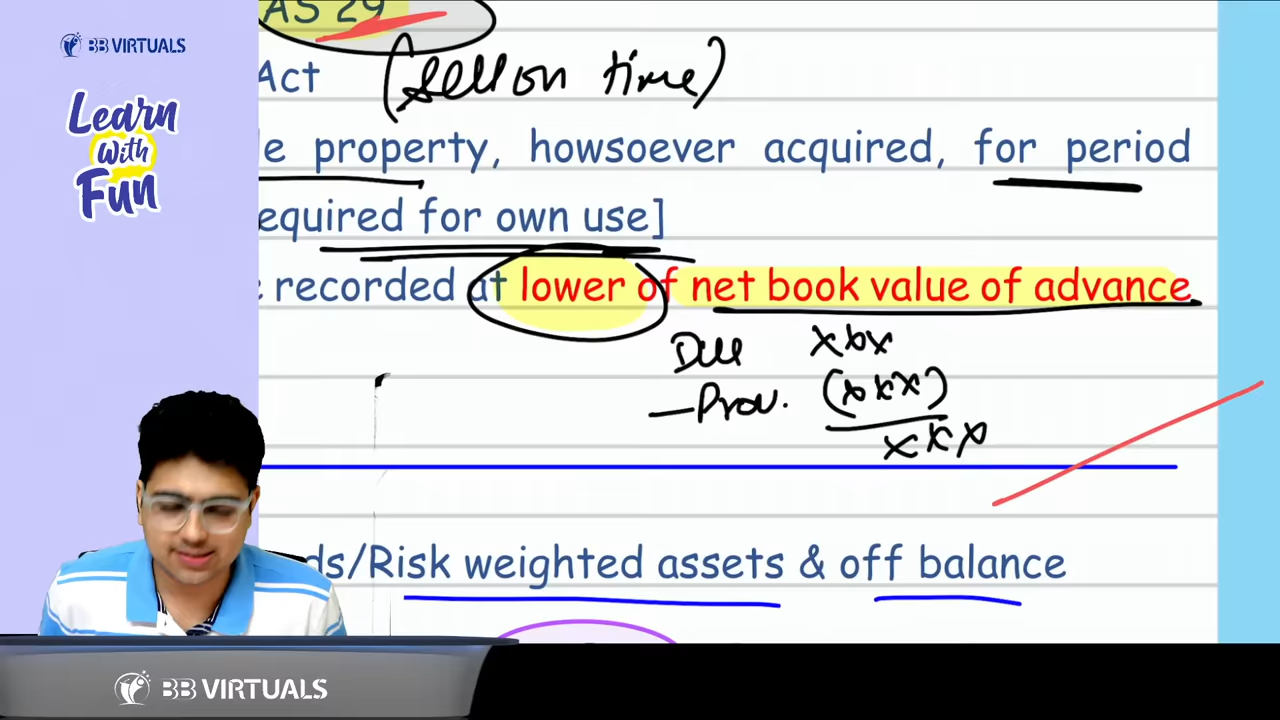 AS 29
BB VIRTUALS
Learn
With
Fun
Act (sell on time)
e property, howsoever acquired, for period
equired for own use]
e recorded at lower of net book value of advance
Due xxx
- Prov. (xxx)
xxx
ds/Risk weighted assets & off balance
BB VIRTUALS